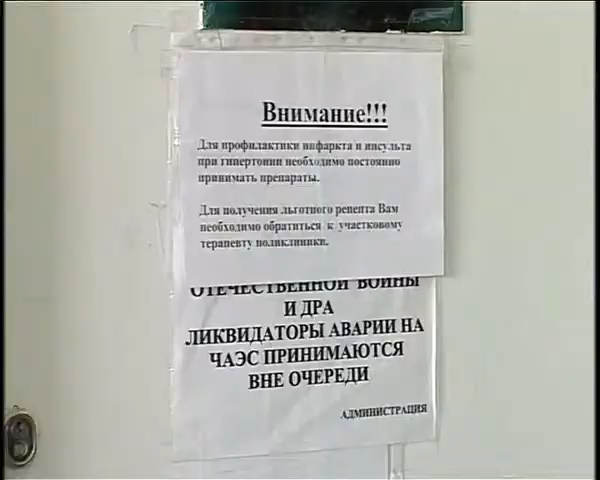 Внимание!!!
Для профилактики инфаркта и инсульта
при гипертонии необходимо постоянно
принимать препараты.
Для получения льготного рецепта Вам
необходимо обратиться к участковому
терапевту поликлиники.
ОТЕЧЕСТВЕННОЙ ВОЙНЫ
И ДРА
ЛИКВИДАТОРЫ АВАРИИ НА
ЧАЭС ПРИНИМАЮТСЯ
ВНЕ ОЧЕРЕДИ
АДМИНИСТРАЦИЯ